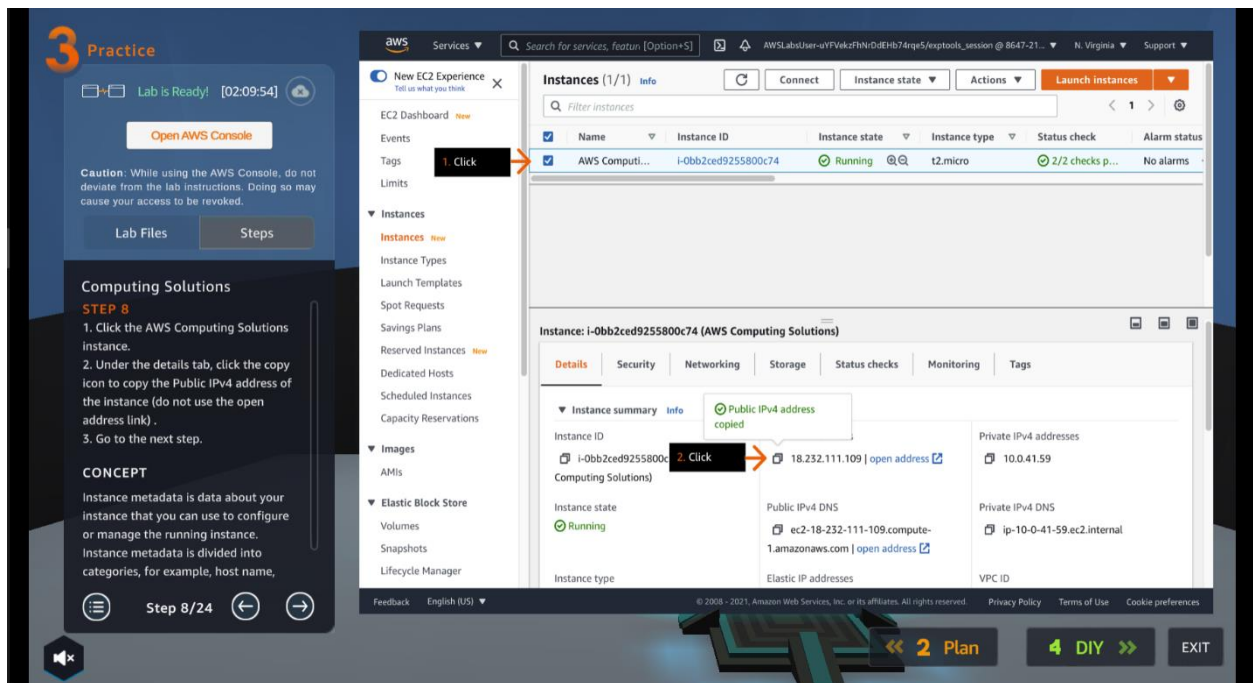 3 Practice
Lab is Ready! [02:09:54]
Open AWS Console
Caution: While using the AWS Console, do not
deviate from the lab instructions. Doing so may
cause your access to be revoked.
Lab Files Steps
Computing Solutions
STEP 8
1. Click the AWS Computing Solutions
instance.
2. Under the details tab, click the copy
icon to copy the Public IPv4 address of
the instance (do not use the open
address link) .
3. Go to the next step.
CONCEPT
Instance metadata is data about your
instance that you can use to configure
or manage the running instance.
Instance metadata is divided into
categories, for example, host name,
Step 8/24
aws Services ▼ Search for services, featun [Option+S] AWSLabsUser-uYFVekzFhNrDdEHb74rqe5/exptools_session @ 8647-21... ▼ N. Virginia ▼ Support ▼
New EC2 Experience
Tell us what you think
EC2 Dashboard New
Events
Tags
Limits
▼ Instances
Instances New
Instance Types
Launch Templates
Spot Requests
Savings Plans
Reserved Instances New
Dedicated Hosts
Scheduled Instances
Capacity Reservations
▼ Images
AMIs
▼ Elastic Block Store
Volumes
Snapshots
Lifecycle Manager
Instances (1/1) Info Connect Instance state ▼ Actions ▼ Launch instances ▼
Filter instances < 1 >
Name Instance ID Instance state Instance type Status check Alarm status
1. Click
AWS Computi... i-0bb2ced9255800c74 Running t2.micro 2/2 checks p... No alarms
Instance: i-0bb2ced9255800c74 (AWS Computing Solutions)
Details Security Networking Storage Status checks Monitoring Tags
▼ Instance summary Info
Public IPv4 address
copied
Instance ID Private IPv4 addresses
i-0bb2ced9255800c 2. Click 18.232.111.109 | open address 10.0.41.59
Computing Solutions)
Instance state Public IPv4 DNS Private IPv4 DNS
Running ec2-18-232-111-109.compute- ip-10-0-41-59.ec2.internal
1.amazonaws.com | open address
Instance type Elastic IP addresses VPC ID
Feedback English (US) ▼ © 2008 - 2021, Amazon Web Services, Inc. or its affiliates. All rights reserved. Privacy Policy Terms of Use Cookie preferences
« 2 Plan 4 DIY » EXIT